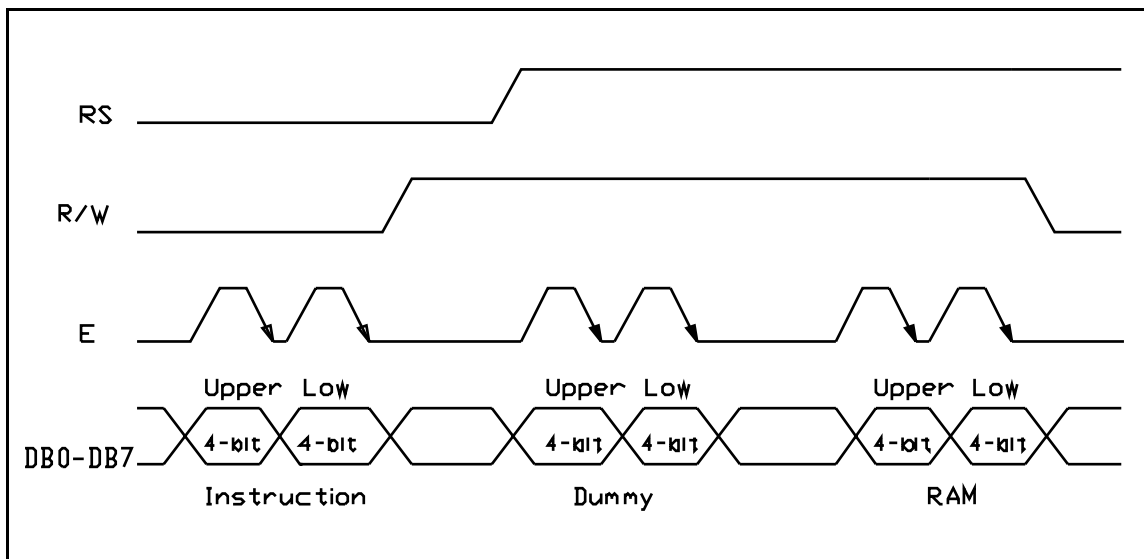 RS
R/W
E
Upper Low Upper Low Upper Low
4-bit 4-bit 4-bit 4-bit 4-bit 4-bit
DB0-DB7
Instruction Dummy RAM